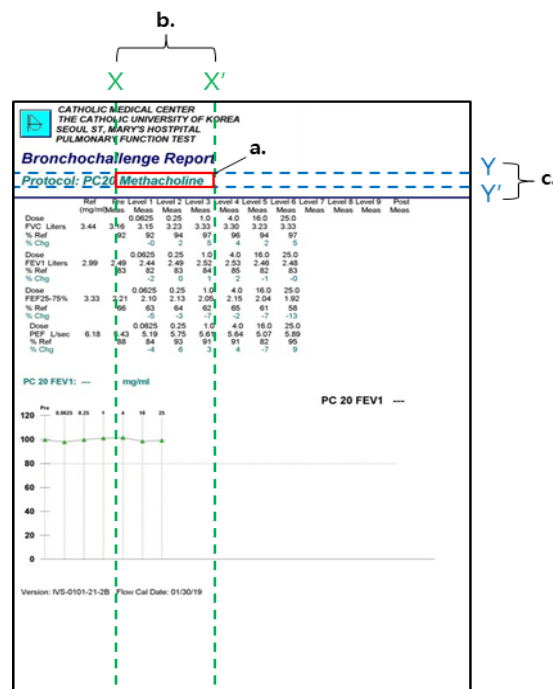 b.
X X'
CATHOLIC MEDICAL CENTER
THE CATHOLIC UNIVERSITY OF KOREA
SEOUL ST, MARY'S HOSTPITAL
PULMONARY FUNCTION TEST
a.
Bronchochallenge Report
Y
Protocol: PC20 Methacholine
c.
Y'
Ref Pre Level 1 Level 2 Level 3 Level 4 Level 5 Level 6 Level 7 Level 8 Level 9 Post
(mg/ml) Meas Meas Meas Meas Meas Meas Meas Meas Meas Meas Meas
Dose 0.0625 0.25 1.0 4.0 16.0 25.0
FVC Liters 3.44 3.16 3.15 3.23 3.33 3.30 3.23 3.33
% Ref 92 92 94 97 96 94 97
% Chg -0 2 5 4 2 5
Dose 0.0625 0.25 1.0 4.0 16.0 25.0
FEV1 Liters 2.99 2.49 2.44 2.49 2.52 2.53 2.46 2.48
% Ref 83 82 83 84 85 82 83
% Chg -2 0 1 2 -1 -0
Dose 0.0625 0.25 1.0 4.0 16.0 25.0
FEF25-75% 3.33 2.21 2.10 2.13 2.05 2.15 2.04 1.92
% Ref 66 63 64 62 65 61 58
% Chg -5 -3 -7 -2 -7 -13
Dose 0.0625 0.25 1.0 4.0 16.0 25.0
PEF L/sec 6.18 5.43 5.19 5.75 5.61 5.64 5.07 5.89
% Ref 88 84 93 91 91 82 95
% Chg -4 6 3 4 -7 9
PC 20 FEV1: --- mg/ml
PC 20 FEV1 ---
Pre 0.0625 0.25 1 4 16 25
120
100
80
60
40
20
0
Version: IVS-0101-21-2B Flow Cal Date: 01/30/19